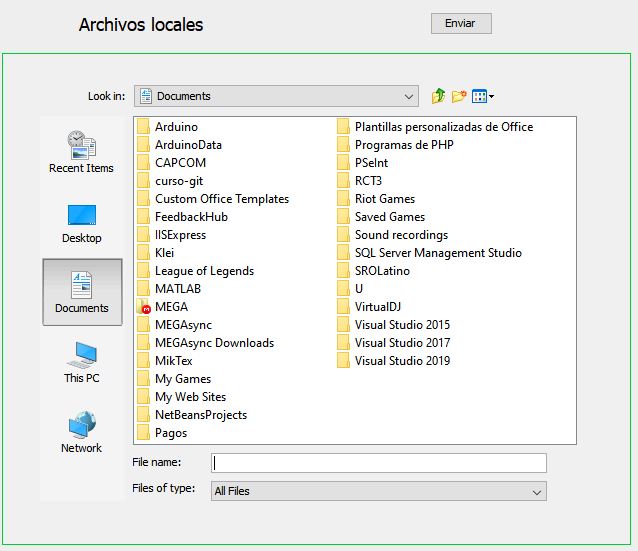 Archivos locales
Enviar
Look in:
Documents
Recent Items
Desktop
Documents
This PC
Network
Arduino
ArduinoData
CAPCOM
curso-git
Custom Office Templates
FeedbackHub
IISExpress
Klei
League of Legends
MATLAB
MEGA
MEGAsync
MEGAsync Downloads
MikTex
My Games
My Web Sites
NetBeansProjects
Pagos
Plantillas personalizadas de Office
Programas de PHP
PSeInt
RCT3
Riot Games
Saved Games
Sound recordings
SQL Server Management Studio
SROLatino
U
VirtualDJ
Visual Studio 2015
Visual Studio 2017
Visual Studio 2019
File name:
Files of type:
All Files